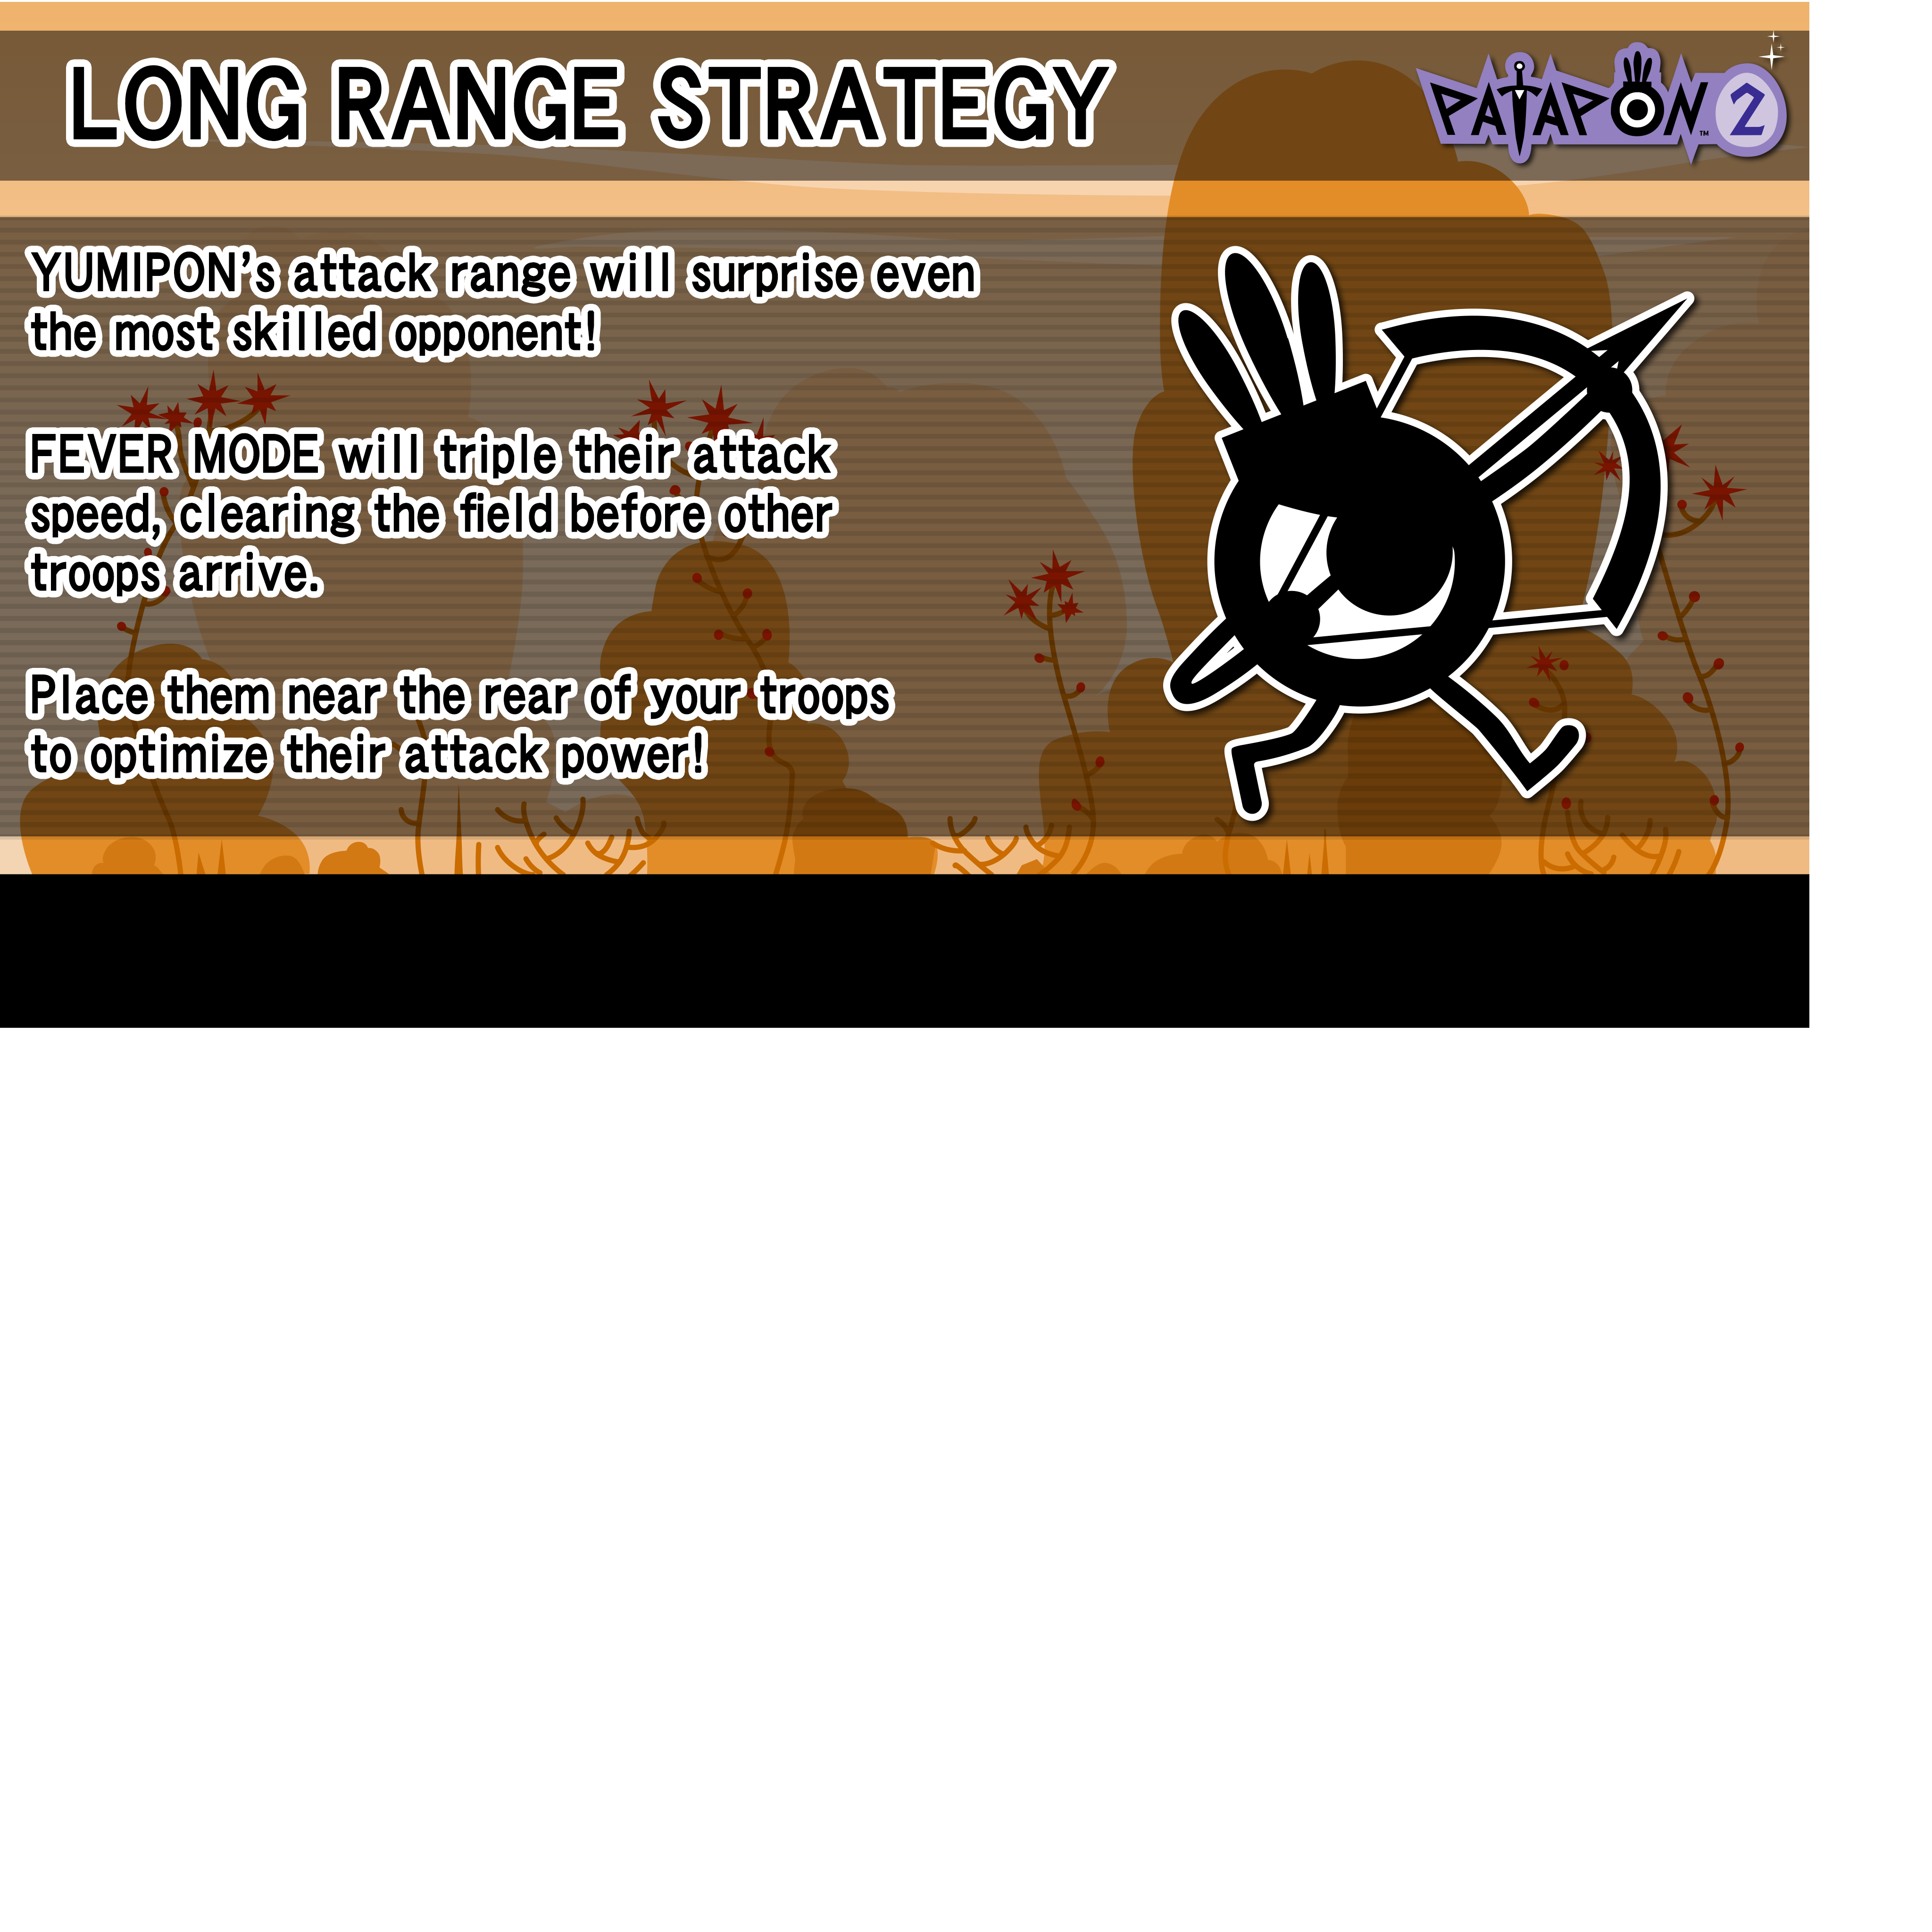 LONG RANGE STRATEGY
PATAPON™ 2
YUMIPON's attack range will surprise even
the most skilled opponent!
FEVER MODE will triple their attack
speed, clearing the field before other
troops arrive.
Place them near the rear of your troops
to optimize their attack power!